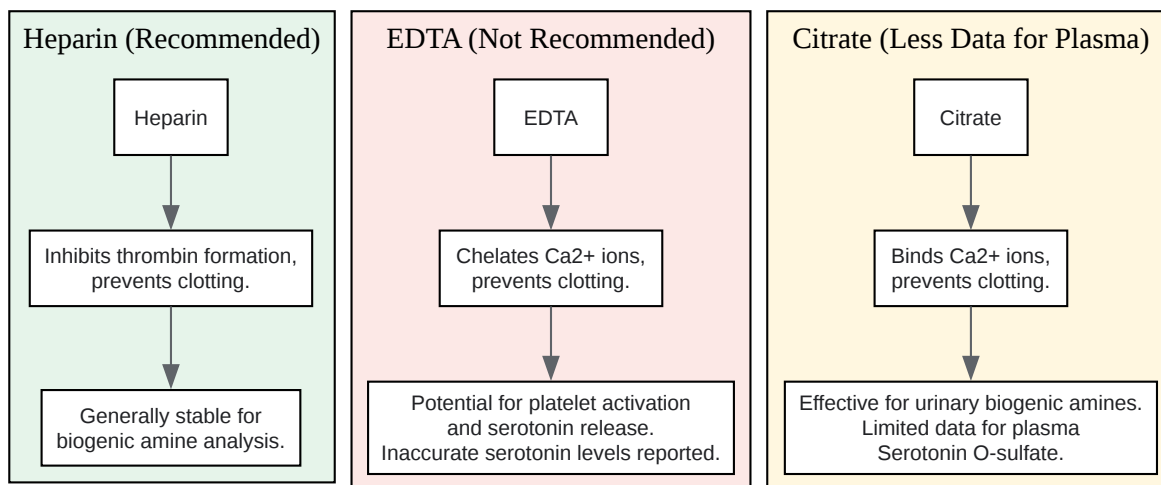 Heparin (Recommended)
Heparin
Inhibits thrombin formation,
prevents clotting.
Generally stable for
biogenic amine analysis.
EDTA (Not Recommended)
EDTA
Chelates Ca2+ ions,
prevents clotting.
Potential for platelet activation
and serotonin release.
Inaccurate serotonin levels reported.
Citrate (Less Data for Plasma)
Citrate
Binds Ca2+ ions,
prevents clotting.
Effective for urinary biogenic amines.
Limited data for plasma
Serotonin O-sulfate.